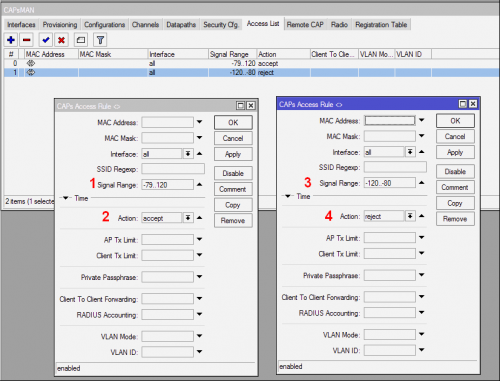 CAPsMAN
Interfaces Provisioning Configurations Channels Datapaths Security Cfg. Access List Remote CAP Radio Registration Table
# MAC Address MAC Mask Interface Signal Range Action Client To Clie... VLAN Mo... VLAN ID
0 all -79..120 accept
1 all -120..-80 reject
2 items (1 selected
CAPs Access Rule <>
MAC Address:
OK
MAC Mask:
Cancel
Interface: all
Apply
SSID Regexp:
Disable
1 Signal Range: -79..120
Comment
Time
Copy
2 Action: accept
Remove
AP Tx Limit:
Client Tx Limit:
Private Passphrase:
Client To Client Forwarding:
RADIUS Accounting:
VLAN Mode:
VLAN ID:
enabled
CAPs Access Rule <>
MAC Address:
OK
MAC Mask:
Cancel
Interface: all
Apply
SSID Regexp:
Disable
3 Signal Range: -120..-80
Comment
Time
Copy
4 Action: reject
Remove
AP Tx Limit:
Client Tx Limit:
Private Passphrase:
Client To Client Forwarding:
RADIUS Accounting:
VLAN Mode:
VLAN ID:
enabled